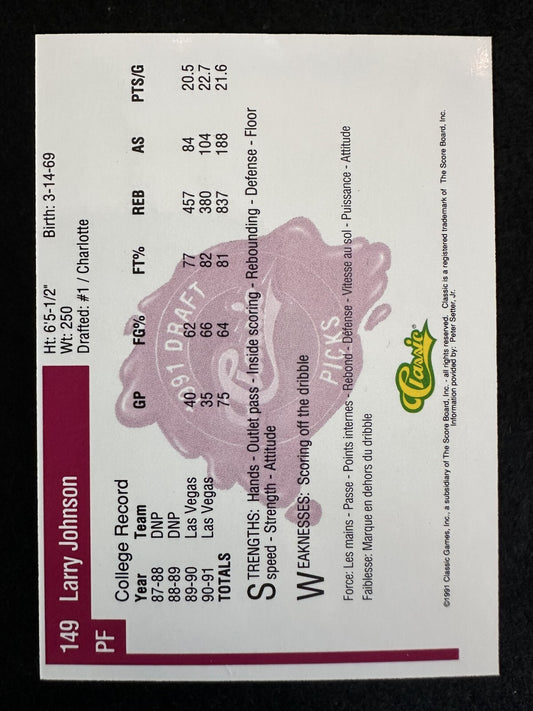 149 Larry Johnson
PF
Ht: 6'5-1/2" Birth: 3-14-69
Wt: 250
Drafted: #1 / Charlotte
College Record
Year Team GP FG% FT% REB AS PTS/G
87-88 DNP
88-89 DNP
89-90 Las Vegas 40 62 77 457 84 20.5
90-91 Las Vegas 35 66 82 380 104 22.7
TOTALS 75 64 81 837 188 21.6
STRENGTHS: Hands - Outlet pass - Inside scoring - Rebounding - Defense - Floor
speed - Strength - Attitude
WEAKNESSES: Scoring off the dribble
Force: Les mains - Passe - Points internes - Rebond - Défense - Vitesse au sol - Puissance - Attitude
Faiblesse: Marque en dehors du dribble
91 DRAFT
PICKS
Classic
©1991 Classic Games, Inc., a subsidiary of The Score Board, Inc. - all rights reserved. Classic is a registered trademark of The Score Board, Inc.
Information povided by: Peter Setter, Jr.